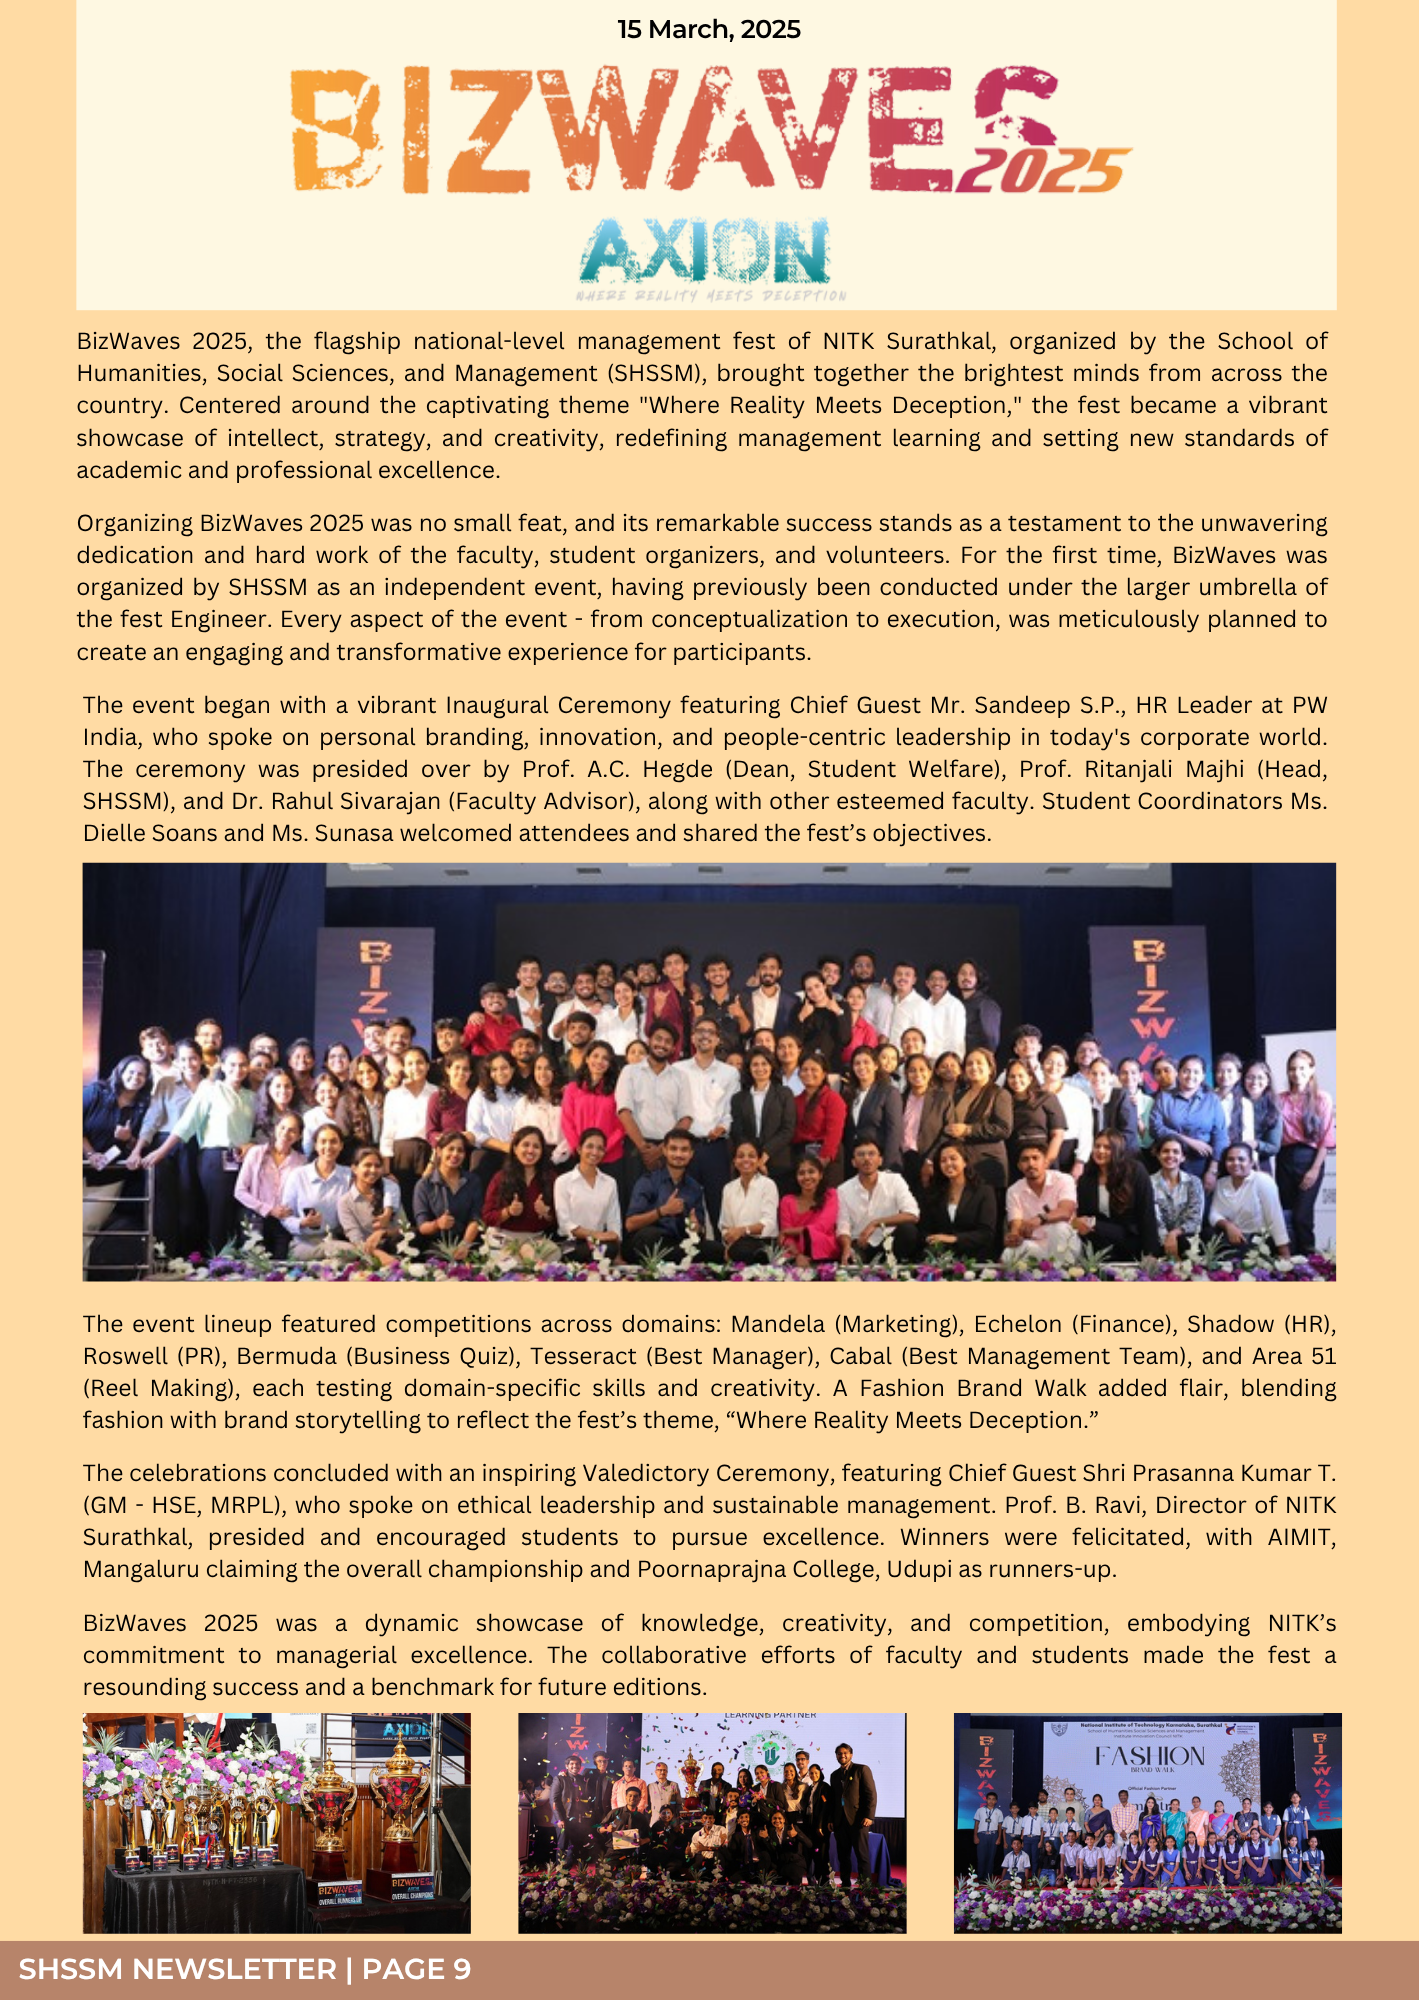 15 March, 2025
BIZWAVES
2025
AXION
WHERE REALITY MEETS DECEPTION
BizWaves 2025, the flagship national-level management fest of NITK Surathkal, organized by the School of
Humanities, Social Sciences, and Management (SHSSM), brought together the brightest minds from across the
country. Centered around the captivating theme "Where Reality Meets Deception," the fest became a vibrant
showcase of intellect, strategy, and creativity, redefining management learning and setting new standards of
academic and professional excellence.
Organizing BizWaves 2025 was no small feat, and its remarkable success stands as a testament to the unwavering
dedication and hard work of the faculty, student organizers, and volunteers. For the first time, BizWaves was
organized by SHSSM as an independent event, having previously been conducted under the larger umbrella of
the fest Engineer. Every aspect of the event - from conceptualization to execution, was meticulously planned to
create an engaging and transformative experience for participants.
The event began with a vibrant Inaugural Ceremony featuring Chief Guest Mr. Sandeep S.P., HR Leader at PW
India, who spoke on personal branding, innovation, and people-centric leadership in today's corporate world.
The ceremony was presided over by Prof. A.C. Hegde (Dean, Student Welfare), Prof. Ritanjali Majhi (Head,
SHSSM), and Dr. Rahul Sivarajan (Faculty Advisor), along with other esteemed faculty. Student Coordinators Ms.
Dielle Soans and Ms. Sunasa welcomed attendees and shared the fest’s objectives.
BIZW
BIZWA
The event lineup featured competitions across domains: Mandela (Marketing), Echelon (Finance), Shadow (HR),
Roswell (PR), Bermuda (Business Quiz), Tesseract (Best Manager), Cabal (Best Management Team), and Area 51
(Reel Making), each testing domain-specific skills and creativity. A Fashion Brand Walk added flair, blending
fashion with brand storytelling to reflect the fest’s theme, “Where Reality Meets Deception.”
The celebrations concluded with an inspiring Valedictory Ceremony, featuring Chief Guest Shri Prasanna Kumar T.
(GM - HSE, MRPL), who spoke on ethical leadership and sustainable management. Prof. B. Ravi, Director of NITK
Surathkal, presided and encouraged students to pursue excellence. Winners were felicitated, with AIMIT,
Mangaluru claiming the overall championship and Poornaprajna College, Udupi as runners-up.
BizWaves 2025 was a dynamic showcase of knowledge, creativity, and competition, embodying NITK’s
commitment to managerial excellence. The collaborative efforts of faculty and students made the fest a
resounding success and a benchmark for future editions.
AXION
BIZWAVES
AXION
OVERALL RUNNERS UP
BIZWAVES
AXION
OVERALL CHAMPIONS
LEARNING PARTNER
IZW
National Institute of Technology Karnataka, Surathkal
School of Humanities Social Sciences and Management
Institute Innovation Council NITK
FASHION
BRAND WALK
Official Fashion Partner
BIZWA
BIZWAVES
SHSSM NEWSLETTER | PAGE 9